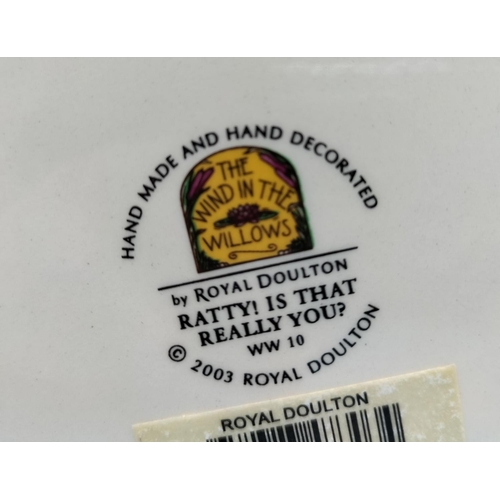 HAND MADE AND HAND DECORATED
THE
WIND IN THE
WILLOWS
by ROYAL DOULTON
RATTY! IS THAT
REALLY YOU?
WW 10
© 2003 ROYAL DOULTON
ROYAL DOULTON